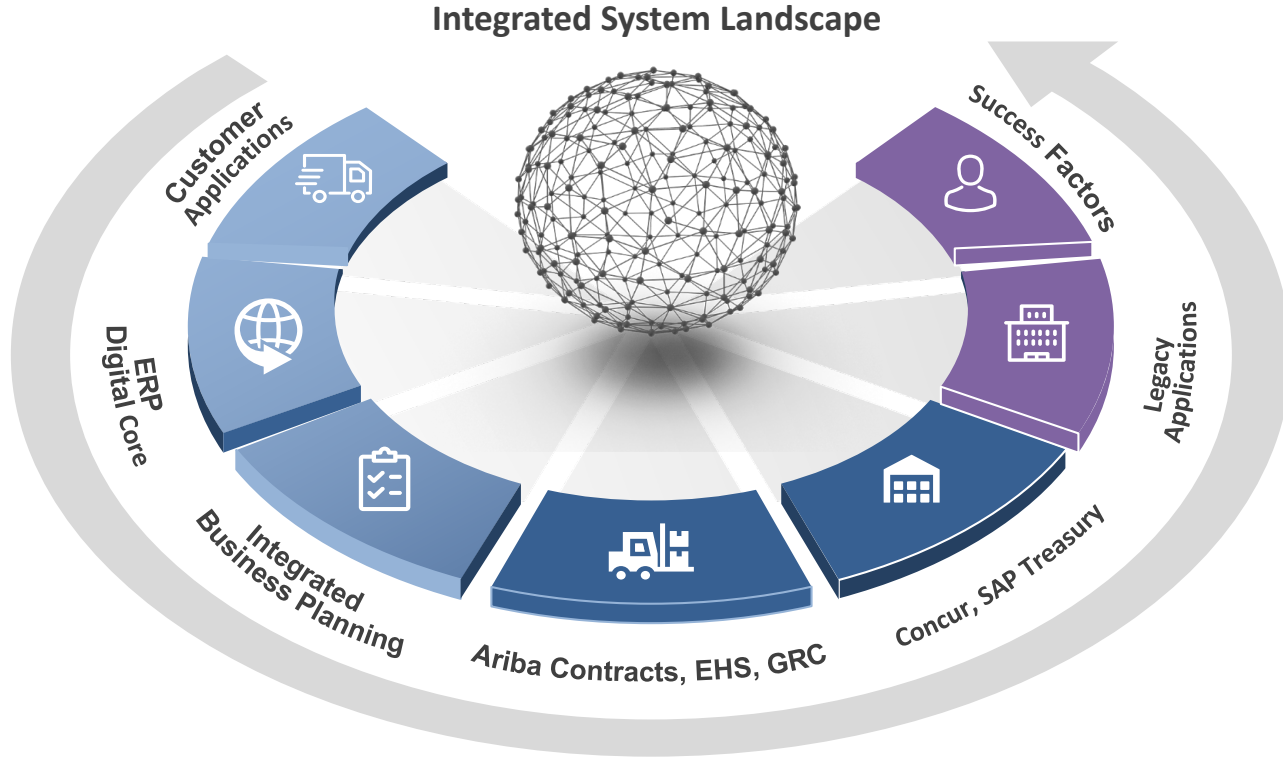 Integrated System Landscape
Customer
Applications
ERP
Digital Core
Integrated
Business Planning
Ariba Contracts, EHS, GRC
Concur, SAP Treasury
Legacy
Applications
Success Factors